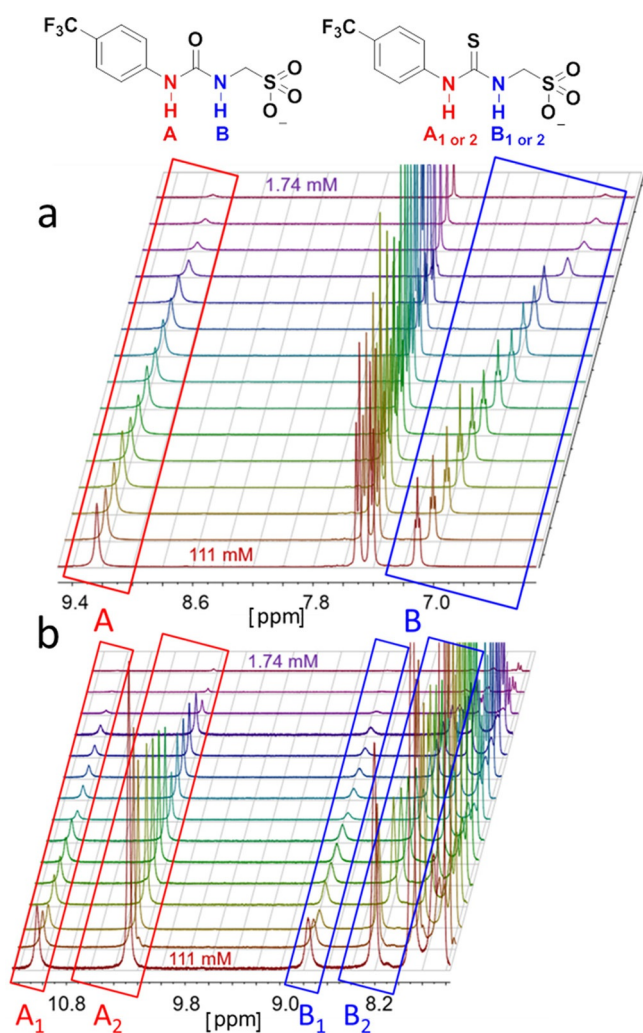 F₃C O F₃C S
N N S O N N S O
H H O O⁻ H H O O⁻
A B A₁ or ₂ B₁ or ₂
a
1.74 mM
111 mM
9.4 8.6 7.8 7.0
[ppm]
A B
b
1.74 mM
111 mM
10.8 9.8 9.0 8.2
[ppm]
A₁ A₂ B₁ B₂